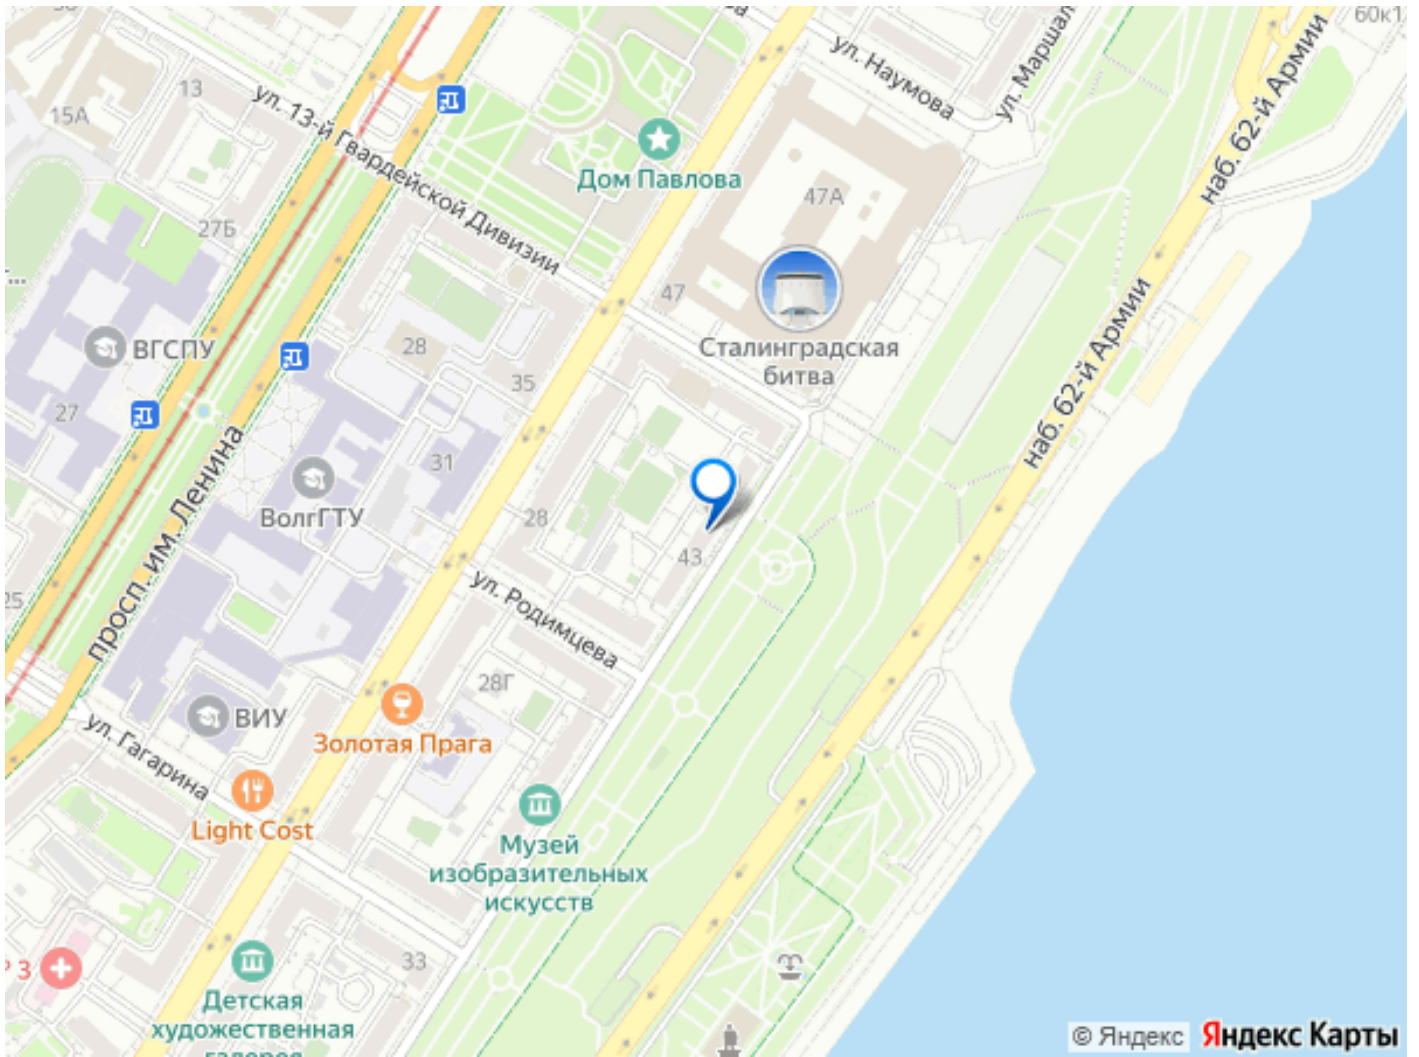 60к1
ул. Наумова
ул. Маршал
наб. 62-й Армии
13
15А
ул. 13-й Гвардейской Дивизии
Дом Павлова
47А
27Б
47
ВГСПУ
28
Сталинградская
битва
наб. 62-й Армии
35
27
31
просп. им. Ленина
ВолгГТУ
28
43
25
ул. Родимцева
28Г
ВИУ
ул. Гагарина
Золотая Прага
Light Cost
Музей
изобразительных
искусств
33
Р 3
Детская
художественная
галерея
© Яндекс Яндекс Карты